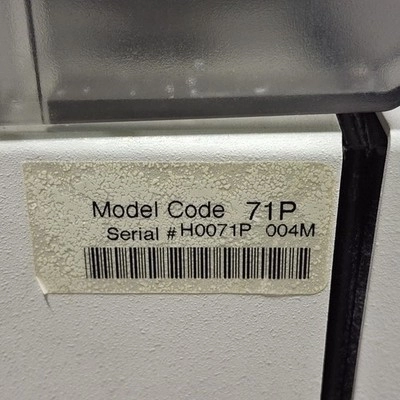 Model Code 71P
Serial # H0071P 004M